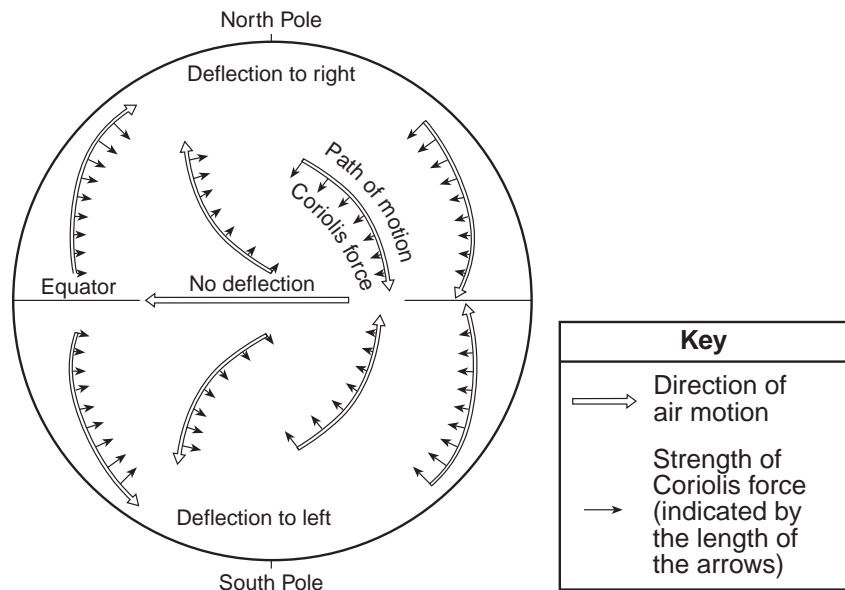 North Pole
Deflection to right
Path of motion
Coriolis force
Equator
No deflection
Deflection to left
South Pole
Key
Direction of
air motion
Strength of
Coriolis force
(indicated by
the length of
the arrows)